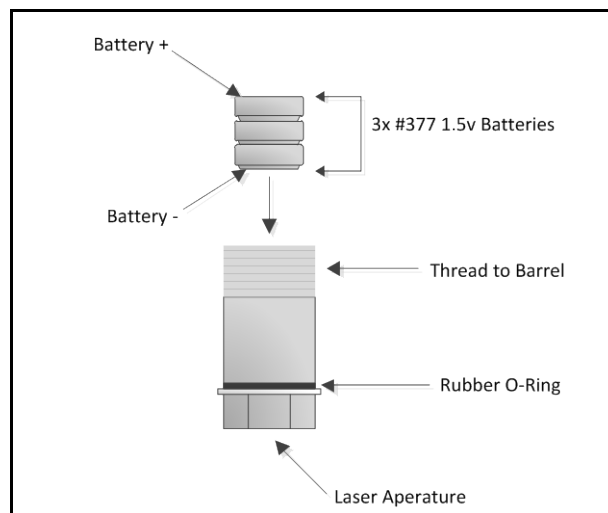 Battery +
3x #377 1.5v Batteries
Battery -
Thread to Barrel
Rubber O-Ring
Laser Aperature